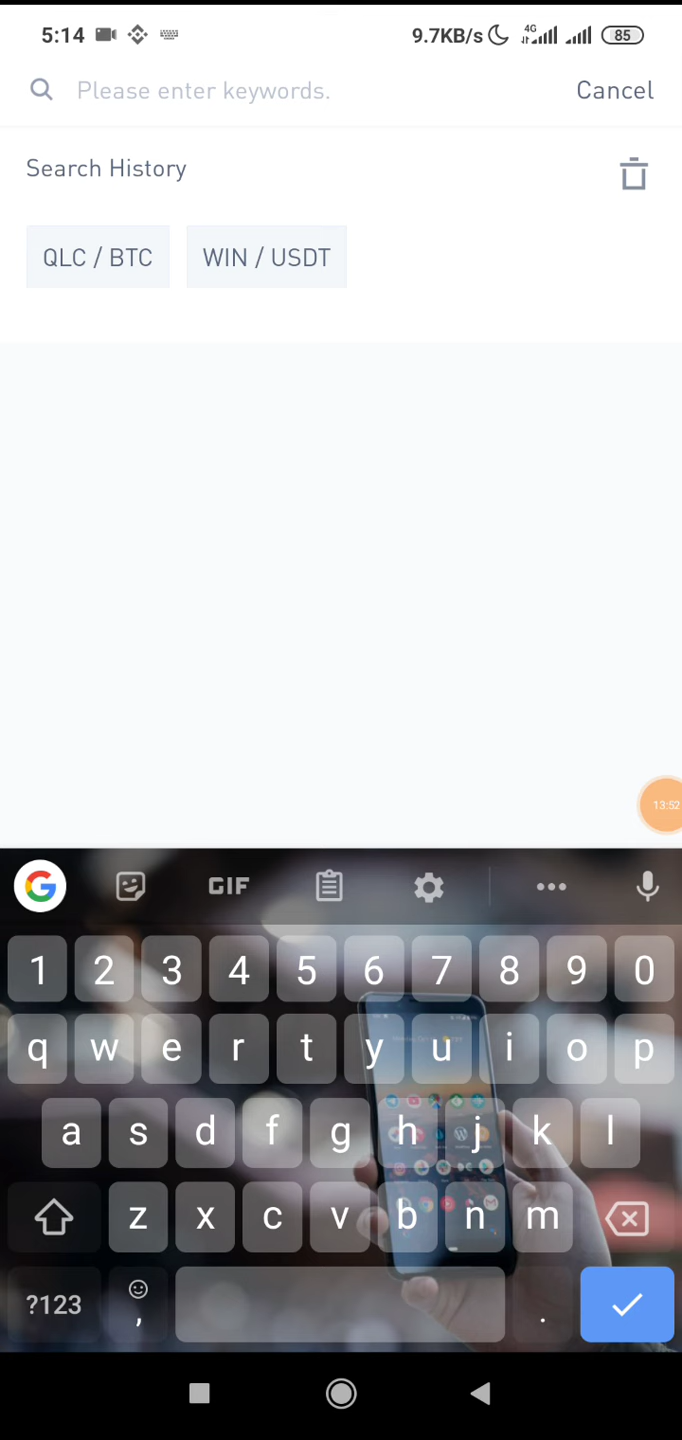 5:14 9.7KB/s 4G 85
Please enter keywords. Cancel
Search History
QLC / BTC WIN / USDT
13:52
G GIF
1 2 3 4 5 6 7 8 9 0
q w e r t y u i o p
a s d f g h j k l
z x c v b n m
?123 , .